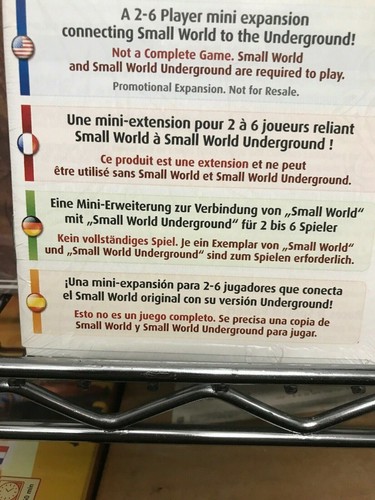 A 2-6 Player mini expansion
connecting Small World to the Underground!
Not a Complete Game. Small World
and Small World Underground are required to play.
Promotional Expansion. Not for Resale.
Une mini-extension pour 2 à 6 joueurs reliant
Small World à Small World Underground !
Ce produit est une extension et ne peut
être utilisé sans Small World et Small World Underground.
Eine Mini-Erweiterung zur Verbindung von „Small World“
mit „Small World Underground“ für 2 bis 6 Spieler
Kein vollständiges Spiel. Je ein Exemplar von „Small World“
und „Small World Underground“ sind zum Spielen erforderlich.
¡Una mini-expansión para 2-6 jugadores que conecta
el Small World original con su versión Underground!
Esto no es un juego completo. Se precisa una copia de
Small World y Small World Underground para jugar.